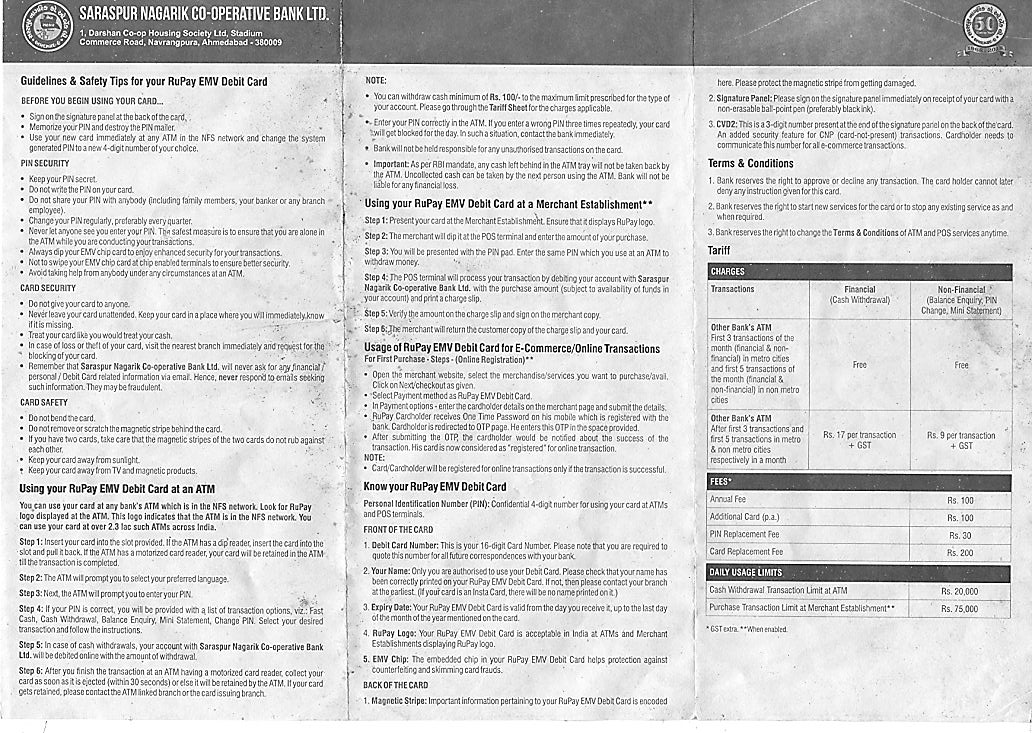 SARASPUR NAGARIK CO-OPERATIVE BANK LTD.
1, Darshan Co-op Housing Society Ltd, Stadium
Commerce Road, Navrangpura, Ahmedabad - 380009
50
Guidelines & Safety Tips for your RuPay EMV Debit Card
BEFORE YOU BEGIN USING YOUR CARD...
• Sign on the signature panel at the back of the card.
• Memorize your PIN and destroy the PIN mailer.
• Use your new card immediately at any ATM in the NFS network and change the system
generated PIN to a new 4-digit number of your choice.
PIN SECURITY
• Keep your PIN secret.
• Do not write the PIN on your card.
• Do not share your PIN with anybody (including family members, your banker or any branch
employee).
• Change your PIN regularly, preferably every quarter.
• Never let anyone see you enter your PIN. The safest measure is to ensure that you are alone in
the ATM while you are conducting your transactions.
• Always dip your EMV chip card to enjoy enhanced security for your transactions.
• Not to swipe your EMV chip card at chip enabled terminals to ensure better security.
• Avoid taking help from anybody under any circumstances at an ATM.
CARD SECURITY
• Do not give your card to anyone.
• Never leave your card unattended. Keep your card in a place where you will immediately know
if it is missing.
• Treat your card like you would treat your cash.
• In case of loss or theft of your card, visit the nearest branch immediately and request for the
blocking of your card.
• Remember that Saraspur Nagarik Co-operative Bank Ltd. will never ask for any financial /
personal / Debit Card related information via email. Hence, never respond to emails seeking
such information. They may be fraudulent.
CARD SAFETY
• Do not bend the card.
• Do not remove or scratch the magnetic stripe behind the card.
• If you have two cards, take care that the magnetic stripes of the two cards do not rub against
each other.
• Keep your card away from sunlight.
• Keep your card away from TV and magnetic products.
Using your RuPay EMV Debit Card at an ATM
You can use your card at any bank's ATM which is in the NFS network. Look for RuPay
logo displayed at the ATM. This logo indicates that the ATM is in the NFS network. You
can use your card at over 2.3 lac such ATMs across India.
Step 1: Insert your card into the slot provided. If the ATM has a dip reader, insert the card into the
slot and pull it back. If the ATM has a motorized card reader, your card will be retained in the ATM
till the transaction is completed.
Step 2: The ATM will prompt you to select your preferred language.
Step 3: Next, the ATM will prompt you to enter your PIN.
Step 4: If your PIN is correct, you will be provided with a list of transaction options, viz.: Fast
Cash, Cash Withdrawal, Balance Enquiry, Mini Statement, Change PIN. Select your desired
transaction and follow the instructions.
Step 5: In case of cash withdrawals, your account with Saraspur Nagarik Co-operative Bank
Ltd. will be debited online with the amount of withdrawal.
Step 6: After you finish the transaction at an ATM having a motorized card reader, collect your
card as soon as it is ejected (within 30 seconds) or else it will be retained by the ATM. If your card
gets retained, please contact the ATM linked branch or the card issuing branch.
NOTE:
• You can withdraw cash minimum of Rs. 100/- to the maximum limit prescribed for the type of
your account. Please go through the Tariff Sheet for the charges applicable.
• Enter your PIN correctly in the ATM. If you enter a wrong PIN three times repeatedly, your card
will get blocked for the day. In such a situation, contact the bank immediately.
• Bank will not be held responsible for any unauthorised transactions on the card.
• Important: As per RBI mandate, any cash left behind in the ATM tray will not be taken back by
the ATM. Uncollected cash can be taken by the next person using the ATM. Bank will not be
liable for any financial loss.
Using your RuPay EMV Debit Card at a Merchant Establishment**
Step 1: Present your card at the Merchant Establishment. Ensure that it displays RuPay logo.
Step 2: The merchant will dip it at the POS terminal and enter the amount of your purchase.
Step 3: You will be presented with the PIN pad. Enter the same PIN which you use at an ATM to
withdraw money.
Step 4: The POS terminal will process your transaction by debiting your account with Saraspur
Nagarik Co-operative Bank Ltd. with the purchase amount (subject to availability of funds in
your account) and print a charge slip.
Step 5: Verify the amount on the charge slip and sign on the merchant copy.
Step 6: The merchant will return the customer copy of the charge slip and your card.
Usage of RuPay EMV Debit Card for E-Commerce/Online Transactions
For First Purchase - Steps - (Online Registration)**
• Open the merchant website, select the merchandise/services you want to purchase/avail.
Click on Next/checkout as given.
• Select Payment method as RuPay EMV Debit Card.
• In Payment options - enter the cardholder details on the merchant page and submit the details.
• RuPay Cardholder receives One Time Password on his mobile which is registered with the
bank. Cardholder is redirected to OTP page. He enters this OTP in the space provided.
• After submitting the OTP, the cardholder would be notified about the success of the
transaction. His card is now considered as "registered" for online transaction.
NOTE:
• Card/Cardholder will be registered for online transactions only if the transaction is successful.
Know your RuPay EMV Debit Card
Personal Identification Number (PIN): Confidential 4-digit number for using your card at ATMs
and POS terminals.
FRONT OF THE CARD
1. Debit Card Number: This is your 16-digit Card Number. Please note that you are required to
quote this number for all future correspondences with your bank.
2. Your Name: Only you are authorised to use your Debit Card. Please check that your name has
been correctly printed on your RuPay EMV Debit Card. If not, then please contact your branch
at the earliest. (If your card is an Insta Card, there will be no name printed on it.)
3. Expiry Date: Your RuPay EMV Debit Card is valid from the day you receive it, up to the last day
of the month of the year mentioned on the card.
4. RuPay Logo: Your RuPay EMV Debit Card is acceptable in India at ATMs and Merchant
Establishments displaying RuPay logo.
5. EMV Chip: The embedded chip in your RuPay EMV Debit Card helps protection against
counterfeiting and skimming card frauds.
BACK OF THE CARD
1. Magnetic Stripe: Important information pertaining to your RuPay EMV Debit Card is encoded
here. Please protect the magnetic stripe from getting damaged.
2. Signature Panel: Please sign on the signature panel immediately on receipt of your card with a
non-erasable ball-point pen (preferably black ink).
3. CVD2: This is a 3-digit number present at the end of the signature panel on the back of the card.
An added security feature for CNP (card-not-present) transactions. Cardholder needs to
communicate this number for all e-commerce transactions.
Terms & Conditions
1. Bank reserves the right to approve or decline any transaction. The card holder cannot later
deny any instruction given for this card.
2. Bank reserves the right to start new services for the card or to stop any existing service as and
when required.
3. Bank reserves the right to change the Terms & Conditions of ATM and POS services anytime.
Tariff
CHARGES
Transactions Financial Non-Financial
(Cash Withdrawal) (Balance Enquiry, PIN
Change, Mini Statement)
Other Bank's ATM
First 3 transactions of the
month (financial & non-
financial) in metro cities
and first 5 transactions of Free Free
the month (financial &
non-financial) in non metro
cities
Other Bank's ATM
After first 3 transactions and
first 5 transactions in metro Rs. 17 per transaction Rs. 9 per transaction
& non metro cities + GST + GST
respectively in a month
FEES*
Annual Fee Rs. 100
Additional Card (p.a.) Rs. 100
PIN Replacement Fee Rs. 30
Card Replacement Fee Rs. 200
DAILY USAGE LIMITS
Cash Withdrawal Transaction Limit at ATM Rs. 20,000
Purchase Transaction Limit at Merchant Establishment** Rs. 75,000
* GST extra. **When enabled.